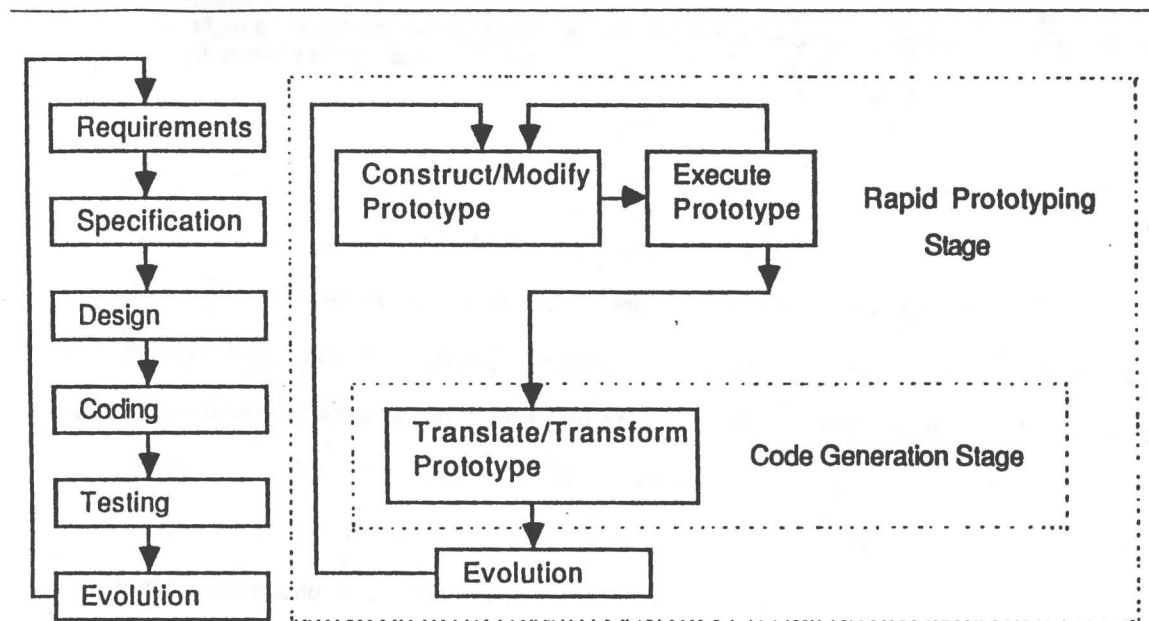 Requirements
Specification
Design
Coding
Testing
Evolution
Construct/Modify
Prototype
Execute
Prototype
Rapid Prototyping
Stage
Translate/Transform
Prototype
Code Generation Stage
Evolution